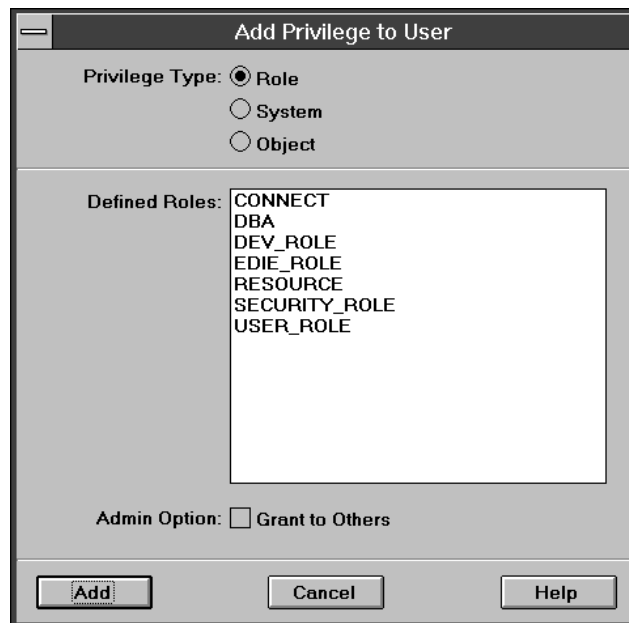 Add Privilege to User
Privilege Type: Role
System
Object
Defined Roles: CONNECT
DBA
DEV_ROLE
EDIE_ROLE
RESOURCE
SECURITY_ROLE
USER_ROLE
Admin Option: Grant to Others
Add Cancel Help